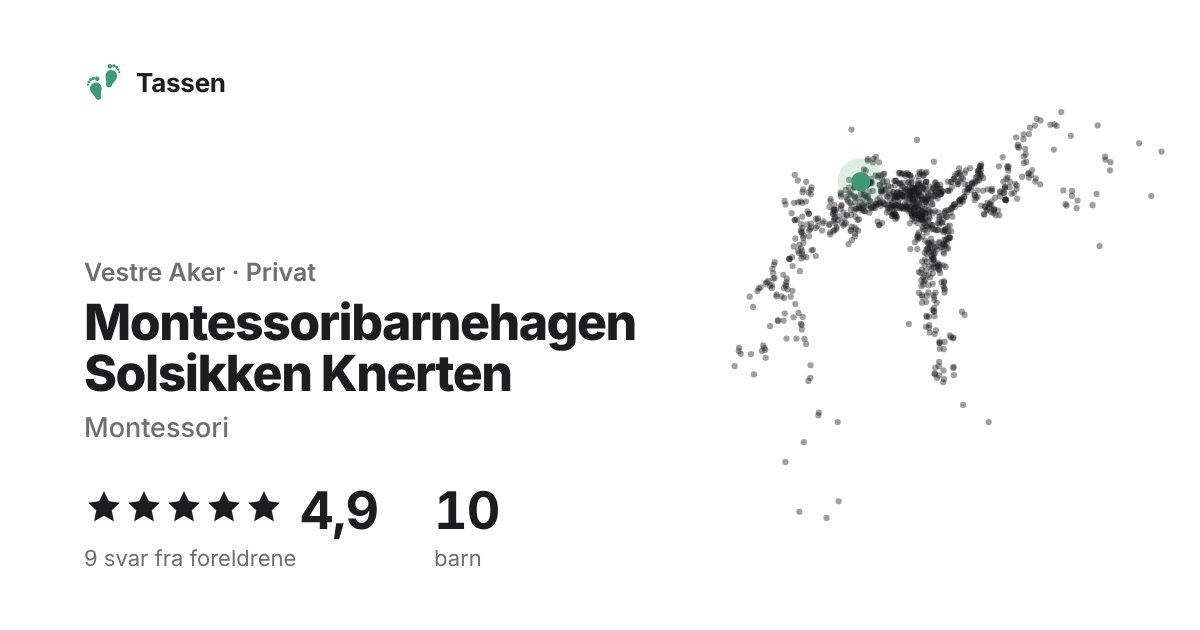 Tassen
Vestre Aker · Privat
Montessoribarnehagen
Solsikken Knerten
Montessori
4,9
10
9 svar fra foreldrene
barn